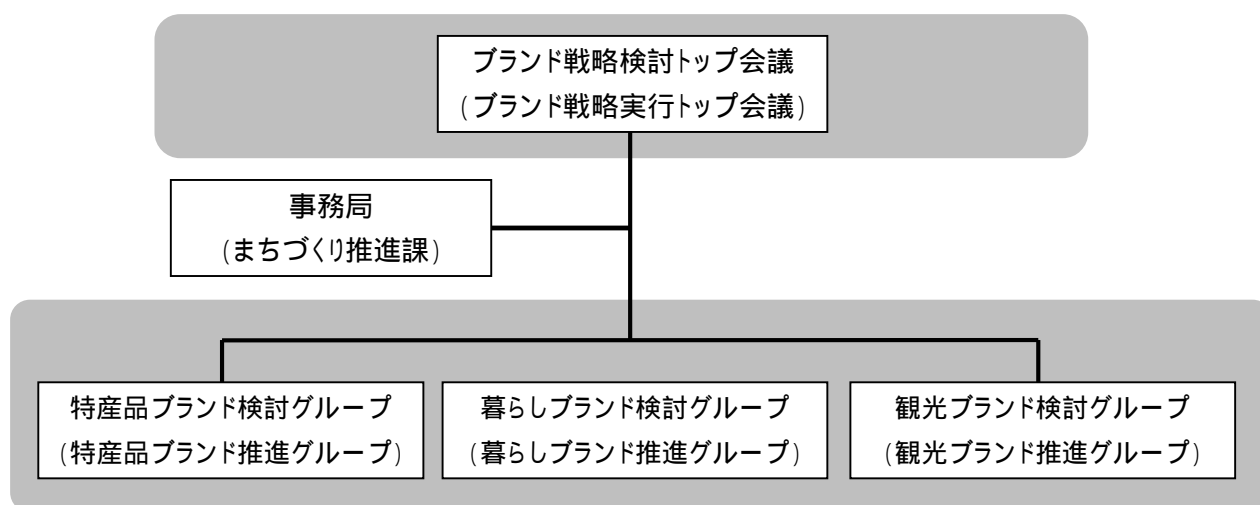 ブランド戦略検討トップ会議
(ブランド戦略実行トップ会議)
事務局
(まちづくり推進課)
特産品ブランド検討グループ
(特産品ブランド推進グループ)
暮らしブランド検討グループ
(暮らしブランド推進グループ)
観光ブランド検討グループ
(観光ブランド推進グループ)